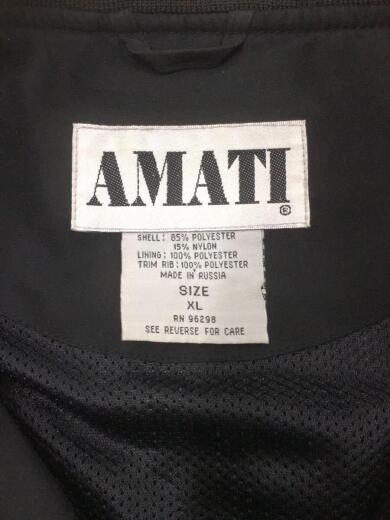 AMATI
®
SHELL: 85% POLYESTER
15% NYLON
LINING: 100% POLYESTER
TRIM RIB: 100% POLYESTER
MADE IN RUSSIA
SIZE
XL
RN 96298
SEE REVERSE FOR CARE